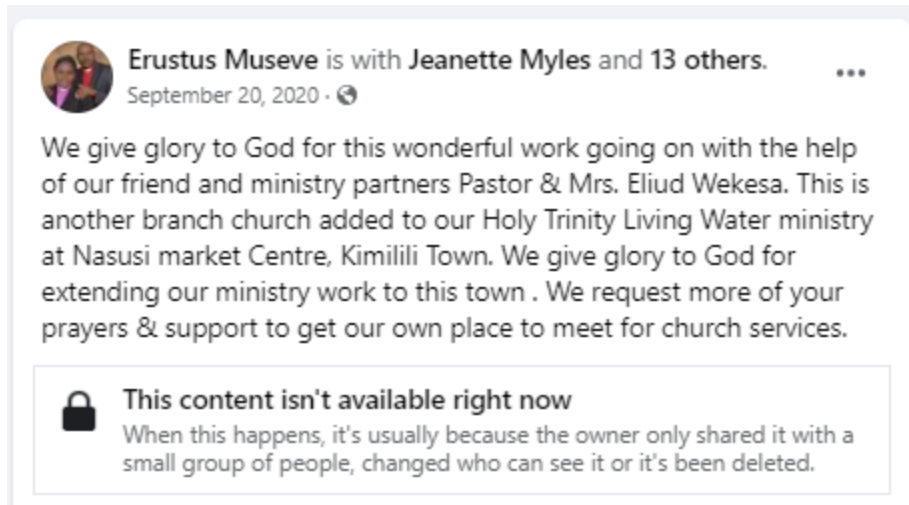 Erustus Museve is with Jeanette Myles and 13 others.
September 20, 2020 ·
We give glory to God for this wonderful work going on with the help
of our friend and ministry partners Pastor & Mrs. Eliud Wekesa. This is
another branch church added to our Holy Trinity Living Water ministry
at Nasusi market Centre, Kimilili Town. We give glory to God for
extending our ministry work to this town . We request more of your
prayers & support to get our own place to meet for church services.
This content isn't available right now
When this happens, it's usually because the owner only shared it with a
small group of people, changed who can see it or it's been deleted.